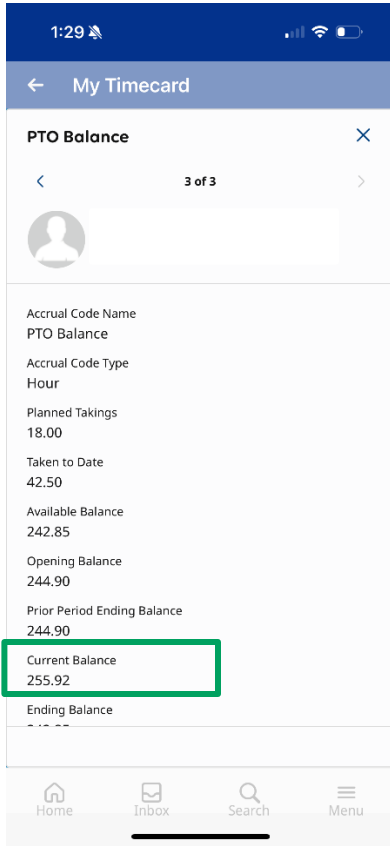 1:29
My Timecard
PTO Balance
3 of 3
Accrual Code Name
PTO Balance
Accrual Code Type
Hour
Planned Takings
18.00
Taken to Date
42.50
Available Balance
242.85
Opening Balance
244.90
Prior Period Ending Balance
244.90
Current Balance
255.92
Ending Balance
Home Inbox Search Menu